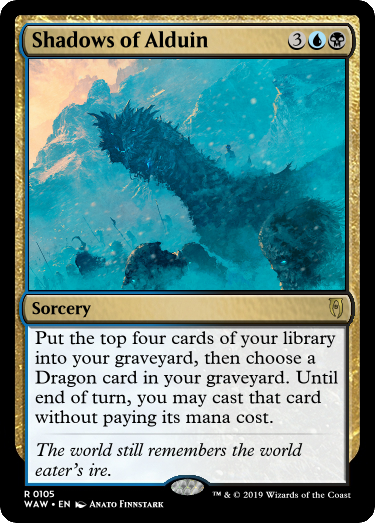 Shadows of Alduin 3
Sorcery
Put the top four cards of your library
into your graveyard, then choose a
Dragon card in your graveyard. Until
end of turn, you may cast that card
without paying its mana cost.
The world still remembers the world
eater's ire.
R 0105
WAW • EN Anato Finnstark
™ & © 2019 Wizards of the Coast